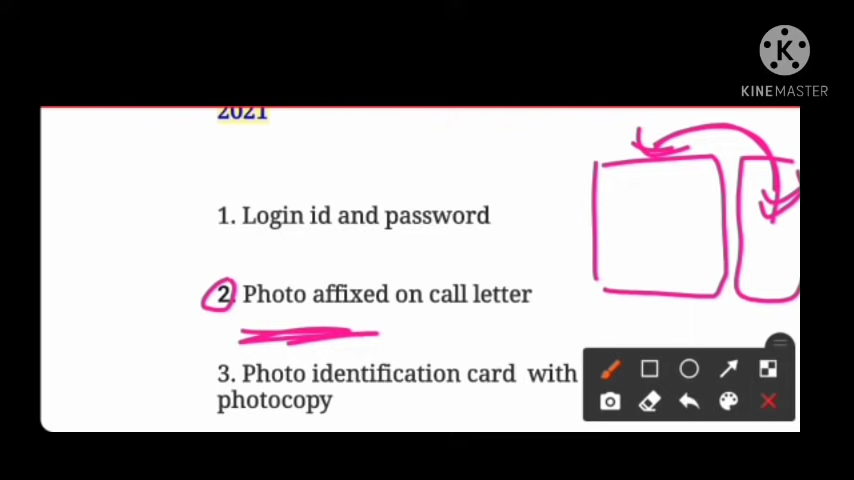 KINEMASTER
2021
1. Login id and password
2. Photo affixed on call letter
3. Photo identification card with
photocopy